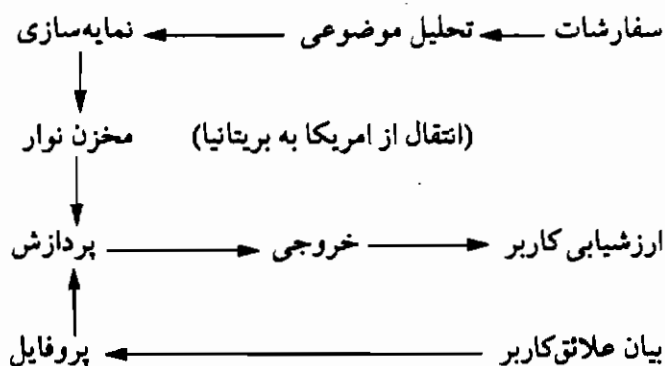 سفارشات تحلیل موضوعی نمایه‌سازی
(انتقال از امریکا به بریتانیا) مخزن نوار
ارزشیابی کاربر خروجی پردازش
بیان علائق کاربر پروفایل